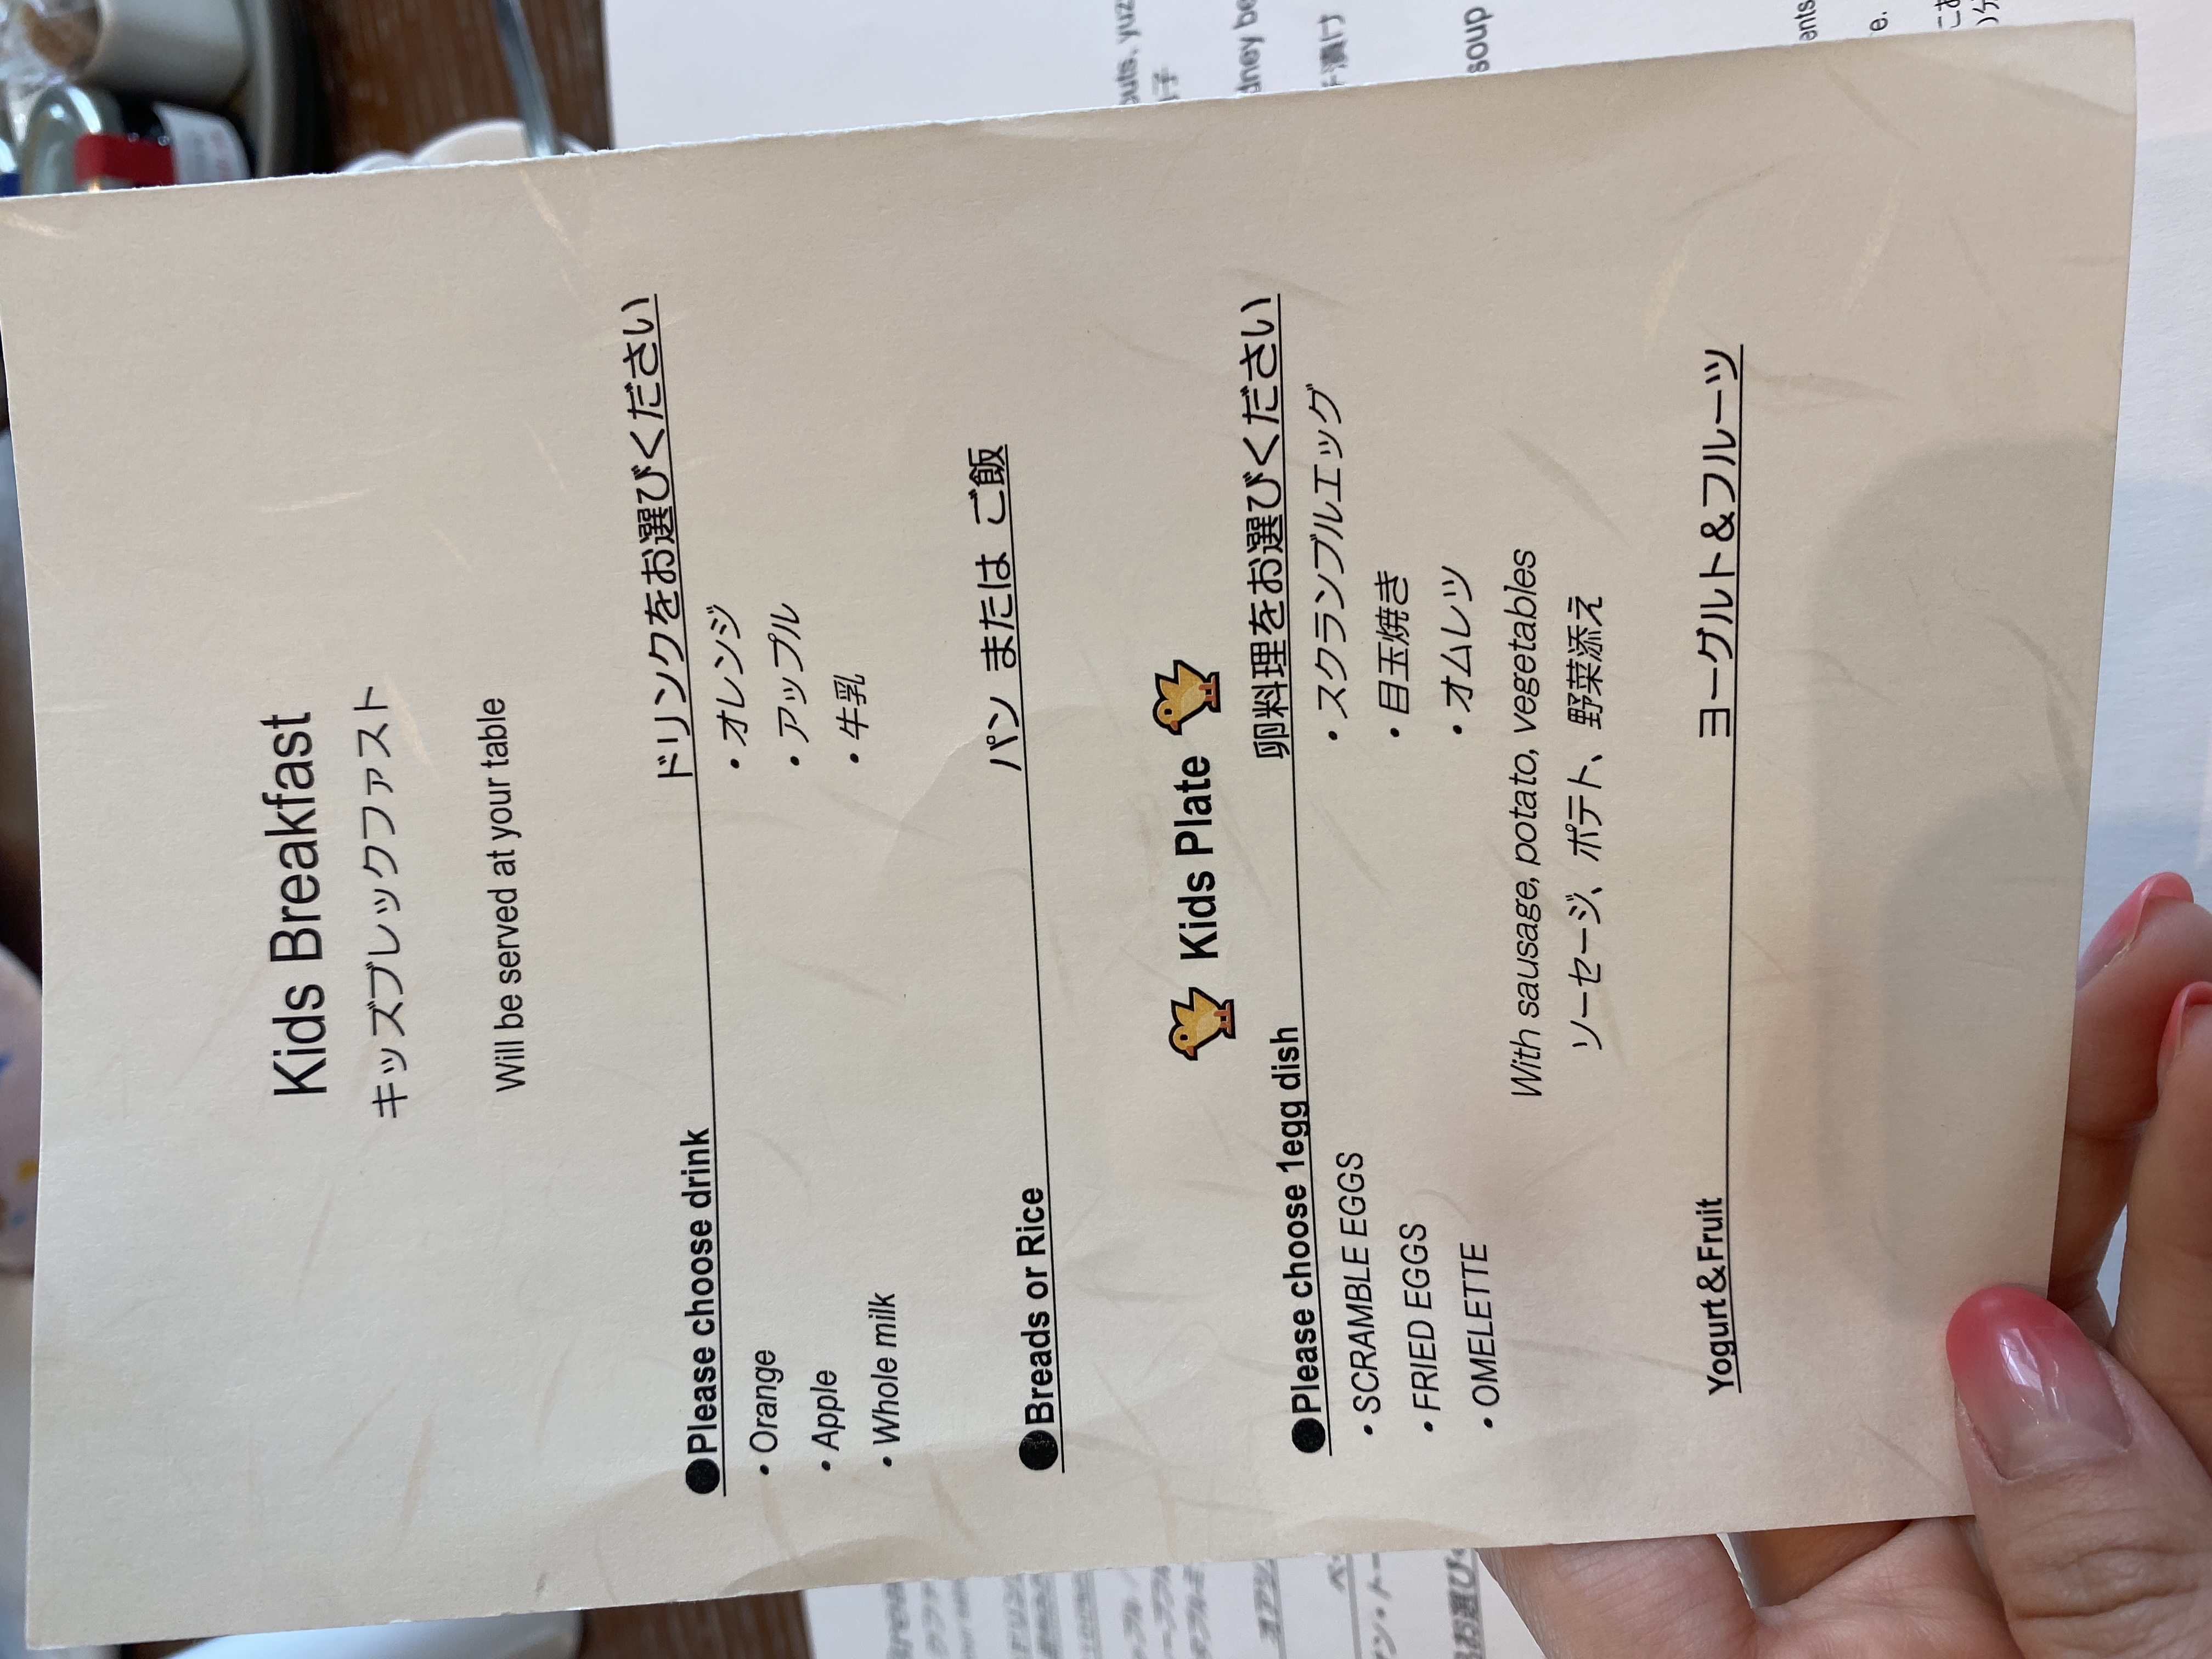 Kids Breakfast
キッズブレックファスト
Will be served at your table
●Please choose drink ドリンクをお選びください
・Orange ・オレンジ
・Apple ・アップル
・Whole milk ・牛乳
●Breads or Rice パン または ご飯
Kids Plate
●Please choose 1egg dish 卵料理をお選びください
・SCRAMBLE EGGS ・スクランブルエッグ
・FRIED EGGS ・目玉焼き
・OMELETTE ・オムレツ
With sausage, potato, vegetables
ソーセージ、ポテト、野菜添え
Yogurt&Fruit ヨーグルト&フルーツ
soup